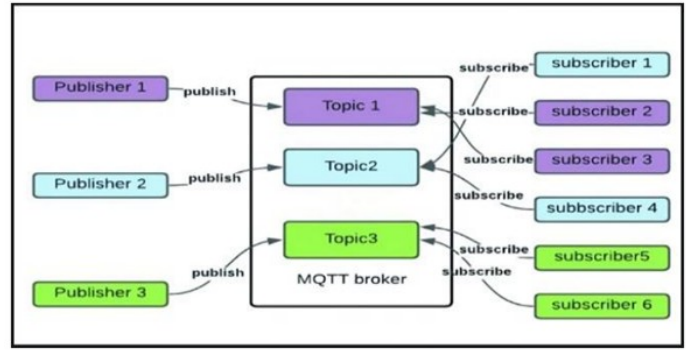 Publisher 1
publish
Topic 1
subscribe
subscriber 1
subscribe
subscriber 2
subscribe
subscriber 3
Publisher 2
publish
Topic2
subscribe
subbscriber 4
Topic3
subscribe
subscriber5
Publisher 3
publish
MQTT broker
subscribe
subscriber 6